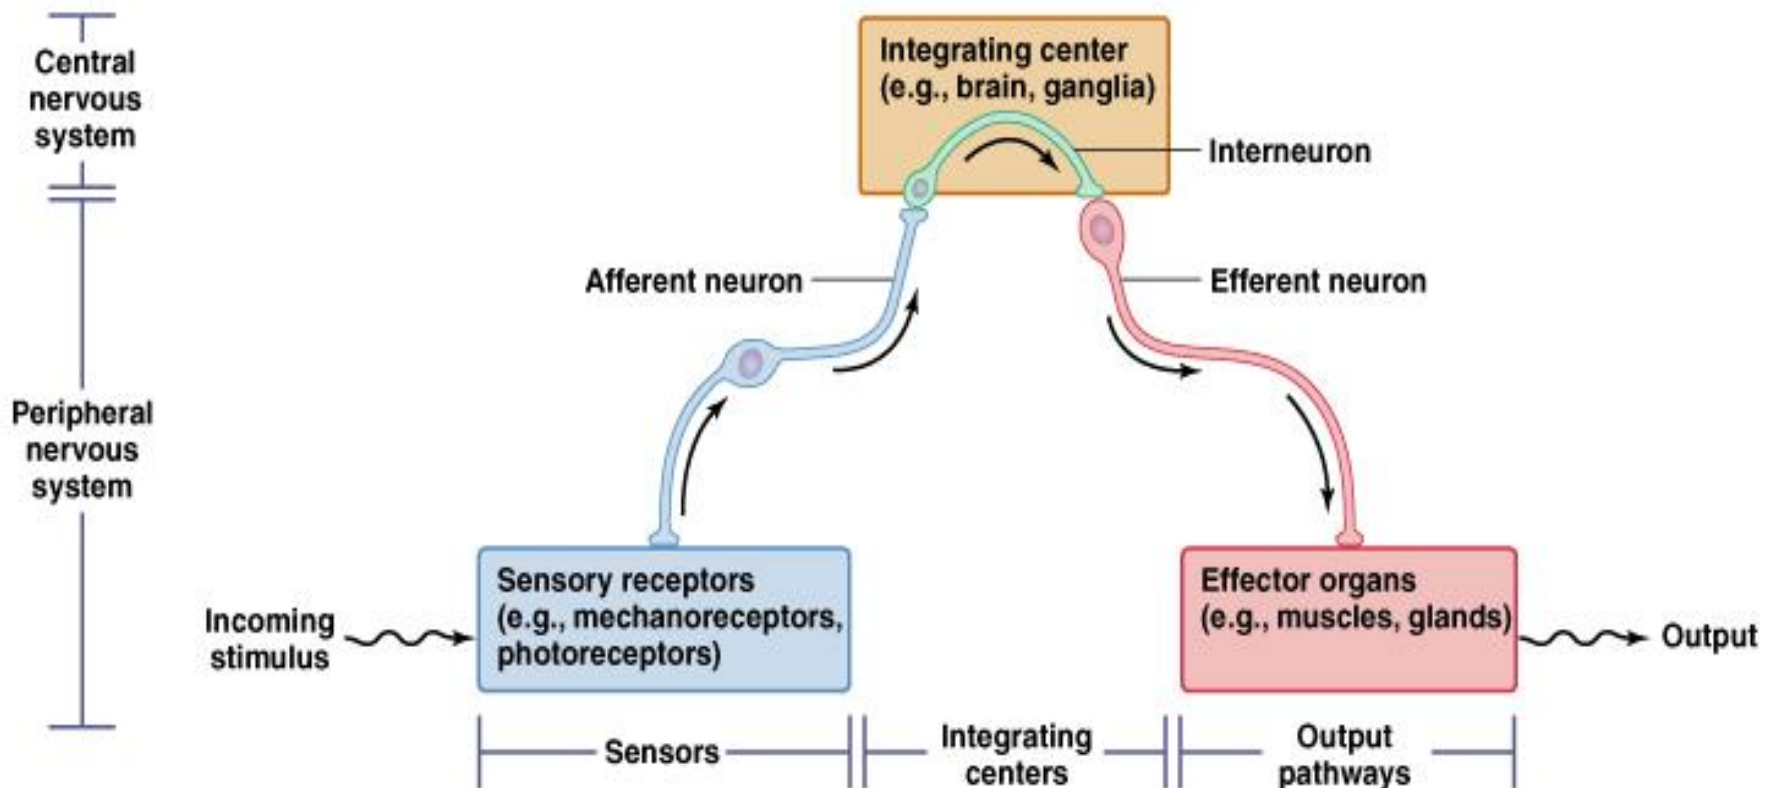 Central
nervous
system
Integrating center
(e.g., brain, ganglia)
Interneuron
Afferent neuron
Efferent neuron
Peripheral
nervous
system
Incoming
stimulus
Sensory receptors
(e.g., mechanoreceptors,
photoreceptors)
Effector organs
(e.g., muscles, glands)
Output
Sensors
Integrating
centers
Output
pathways